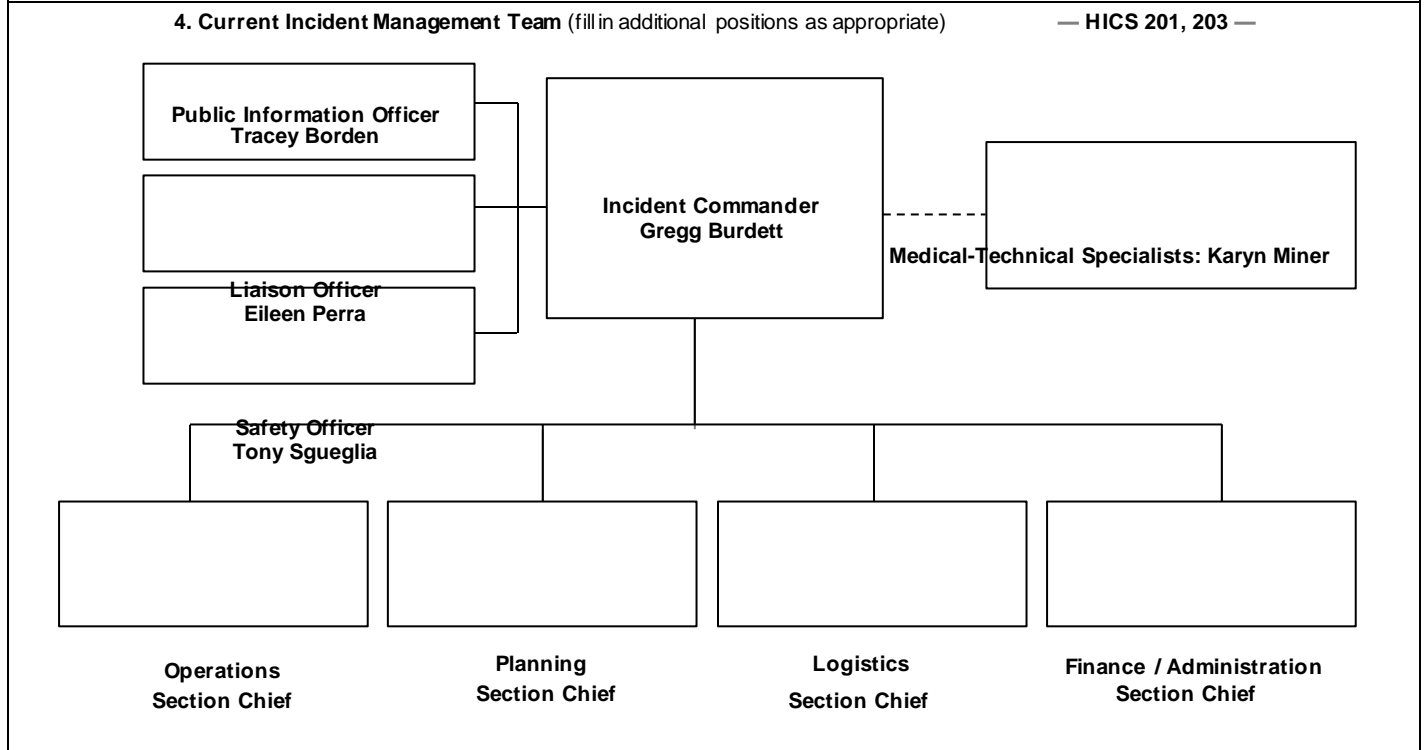 4. Current Incident Management Team (fill in additional positions as appropriate) — HICS 201, 203 —
Public Information Officer
Tracey Borden
Incident Commander
Gregg Burdett
Medical-Technical Specialists: Karyn Miner
Liaison Officer
Eileen Perra
Safety Officer
Tony Sgueglia
Operations
Section Chief
Planning
Section Chief
Logistics
Section Chief
Finance / Administration
Section Chief